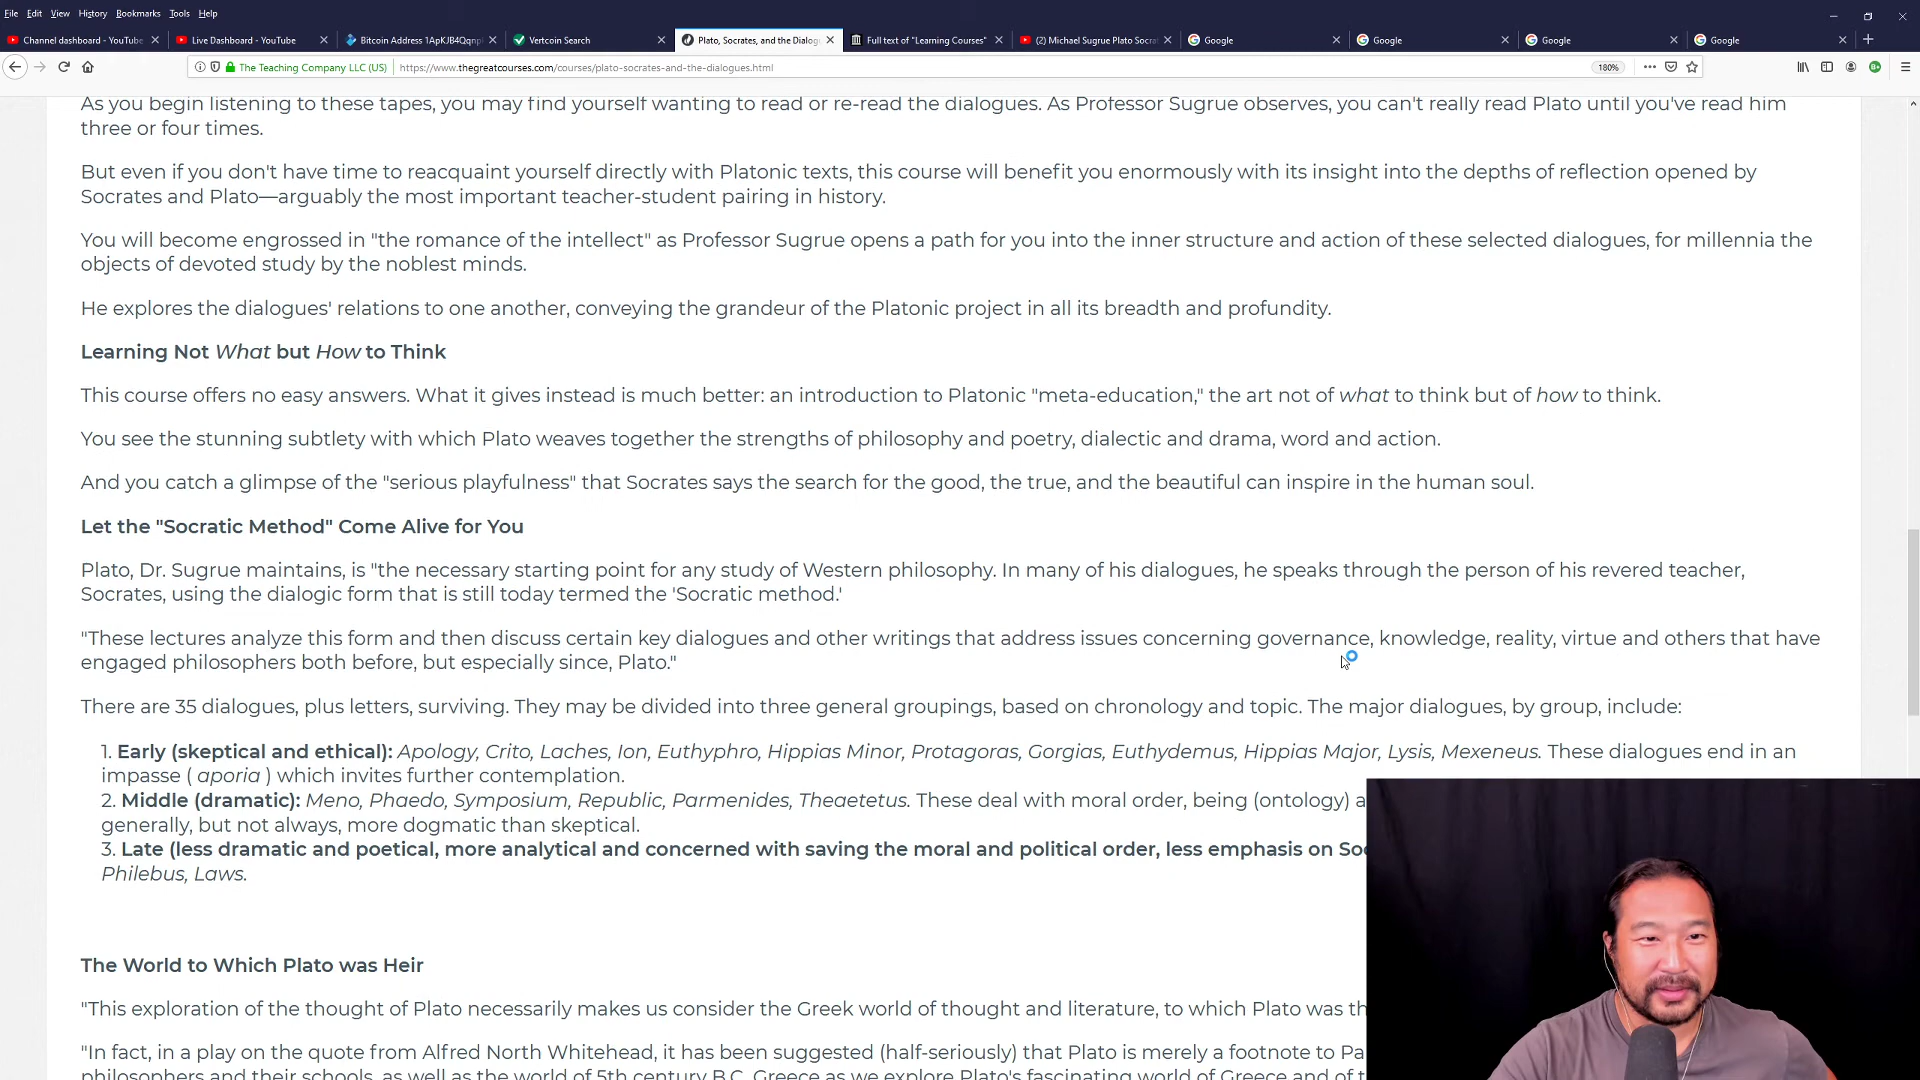 File Edit View History Bookmarks Tools Help
Channel dashboard - YouTube
Live Dashboard - YouTube
Bitcoin Address 1ApKJB4Qqnp
Vertcoin Search
Plato, Socrates, and the Dialog
Full text of "Learning Courses"
(2) Michael Sugrue Plato Socra
Google
Google
Google
Google
The Teaching Company LLC (US)
https://www.thegreatcourses.com/courses/plato-socrates-and-the-dialogues.html
180%
As you begin listening to these tapes, you may find yourself wanting to read or re-read the dialogues. As Professor Sugrue observes, you can't really read Plato until you've read him
three or four times.
But even if you don't have time to reacquaint yourself directly with Platonic texts, this course will benefit you enormously with its insight into the depths of reflection opened by
Socrates and Plato—arguably the most important teacher-student pairing in history.
You will become engrossed in "the romance of the intellect" as Professor Sugrue opens a path for you into the inner structure and action of these selected dialogues, for millennia the
objects of devoted study by the noblest minds.
He explores the dialogues' relations to one another, conveying the grandeur of the Platonic project in all its breadth and profundity.
Learning Not What but How to Think
This course offers no easy answers. What it gives instead is much better: an introduction to Platonic "meta-education," the art not of what to think but of how to think.
You see the stunning subtlety with which Plato weaves together the strengths of philosophy and poetry, dialectic and drama, word and action.
And you catch a glimpse of the "serious playfulness" that Socrates says the search for the good, the true, and the beautiful can inspire in the human soul.
Let the "Socratic Method" Come Alive for You
Plato, Dr. Sugrue maintains, is "the necessary starting point for any study of Western philosophy. In many of his dialogues, he speaks through the person of his revered teacher,
Socrates, using the dialogic form that is still today termed the 'Socratic method.'
"These lectures analyze this form and then discuss certain key dialogues and other writings that address issues concerning governance, knowledge, reality, virtue and others that have
engaged philosophers both before, but especially since, Plato."
There are 35 dialogues, plus letters, surviving. They may be divided into three general groupings, based on chronology and topic. The major dialogues, by group, include:
1. Early (skeptical and ethical): Apology, Crito, Laches, Ion, Euthyphro, Hippias Minor, Protagoras, Gorgias, Euthydemus, Hippias Major, Lysis, Mexeneus. These dialogues end in an
impasse ( aporia ) which invites further contemplation.
2. Middle (dramatic): Meno, Phaedo, Symposium, Republic, Parmenides, Theaetetus. These deal with moral order, being (ontology) a
generally, but not always, more dogmatic than skeptical.
3. Late (less dramatic and poetical, more analytical and concerned with saving the moral and political order, less emphasis on Soc
Philebus, Laws.
The World to Which Plato was Heir
"This exploration of the thought of Plato necessarily makes us consider the Greek world of thought and literature, to which Plato was th
"In fact, in a play on the quote from Alfred North Whitehead, it has been suggested (half-seriously) that Plato is merely a footnote to Pa
philosophers and their schools, as well as the world of 5th century B.C. Greece as we explore Plato's fascinating world of Greece and of t